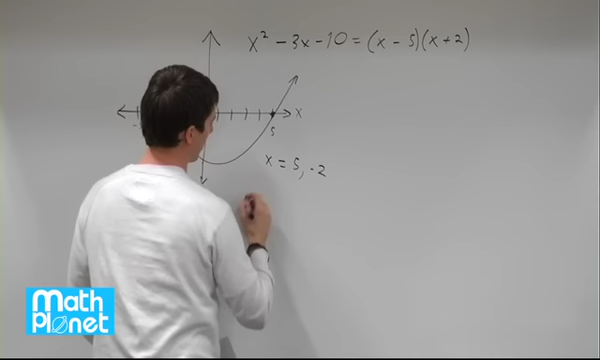 x² - 3x - 10 = (x - 5)(x + 2)
x
5
x = 5, -2
Math
Planet